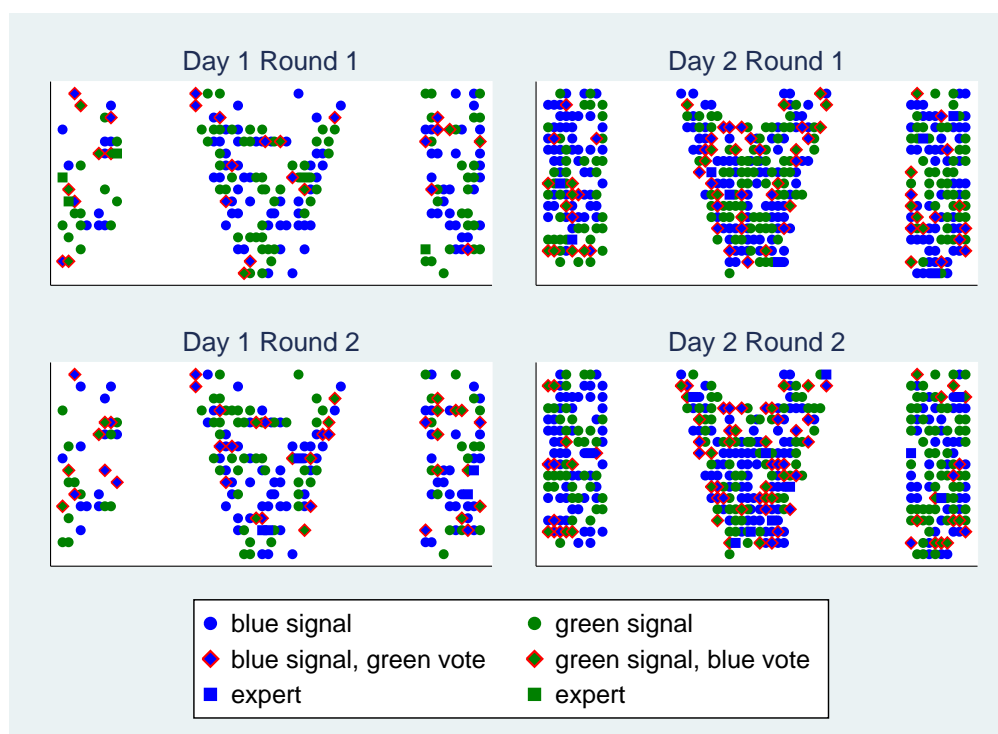 Day 1 Round 1
Day 2 Round 1
Day 1 Round 2
Day 2 Round 2
blue signal
green signal
blue signal, green vote
green signal, blue vote
expert
expert